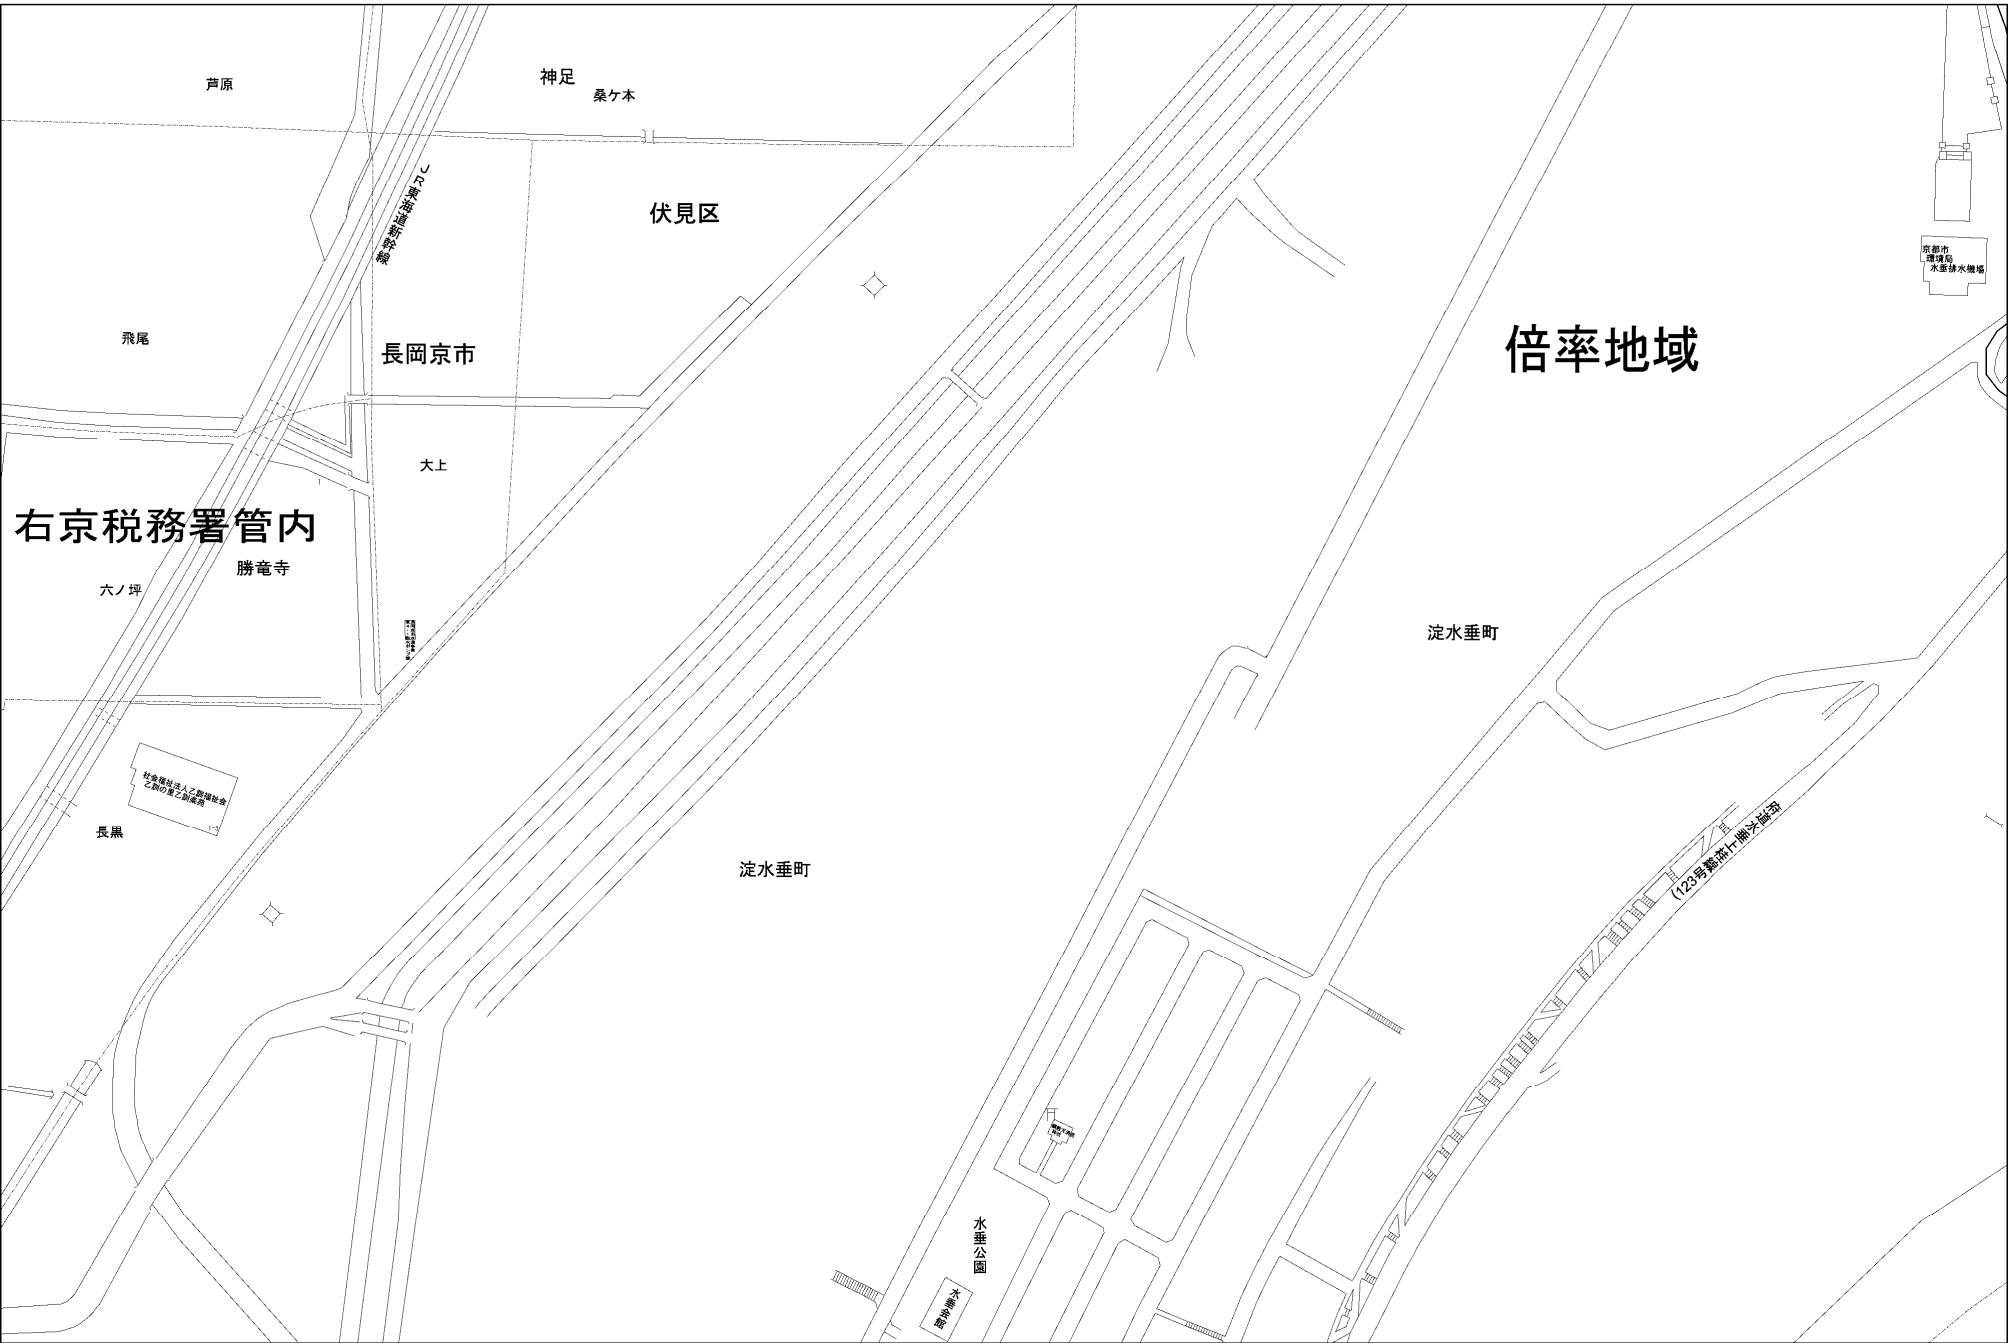 芦原
神足
桑ケ本
JR東海道新幹線
伏見区
京都市
環境局
水垂排水機場
飛尾
長岡京市
倍率地域
大上
右京税務署管内
勝竜寺
六ノ坪
淀水垂町
社会福祉法人乙訓福祉会
乙訓の里乙訓楽苑
1-3
長黒
府道水垂上桂線
(123号)
淀水垂町
水垂公園
水垂会館